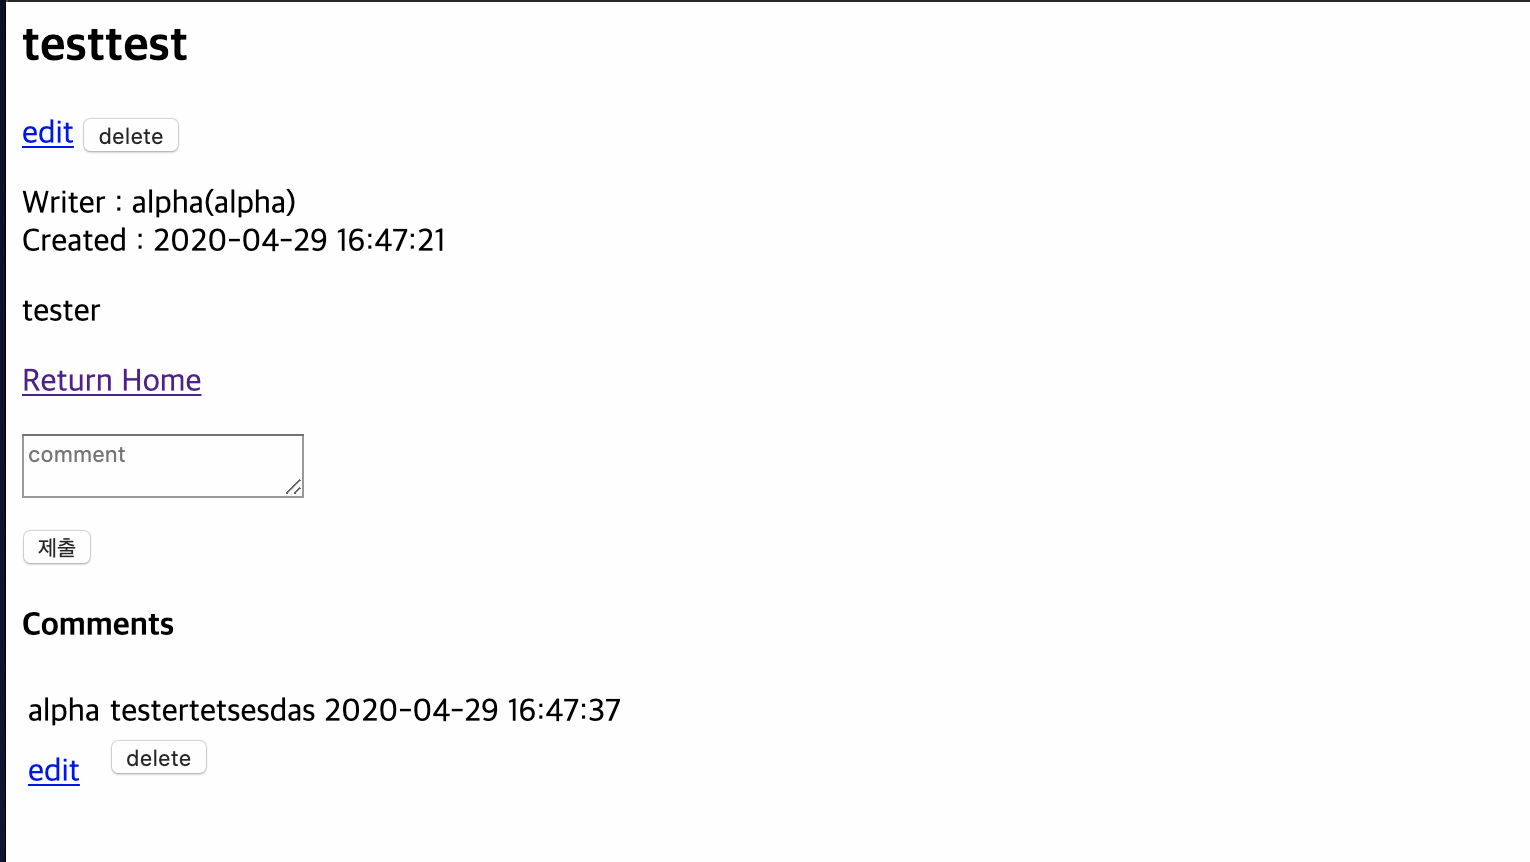 testtest
edit delete
Writer : alpha(alpha)
Created : 2020-04-29 16:47:21
tester
Return Home
comment
제출
Comments
alpha testertetsesdas 2020-04-29 16:47:37
edit delete